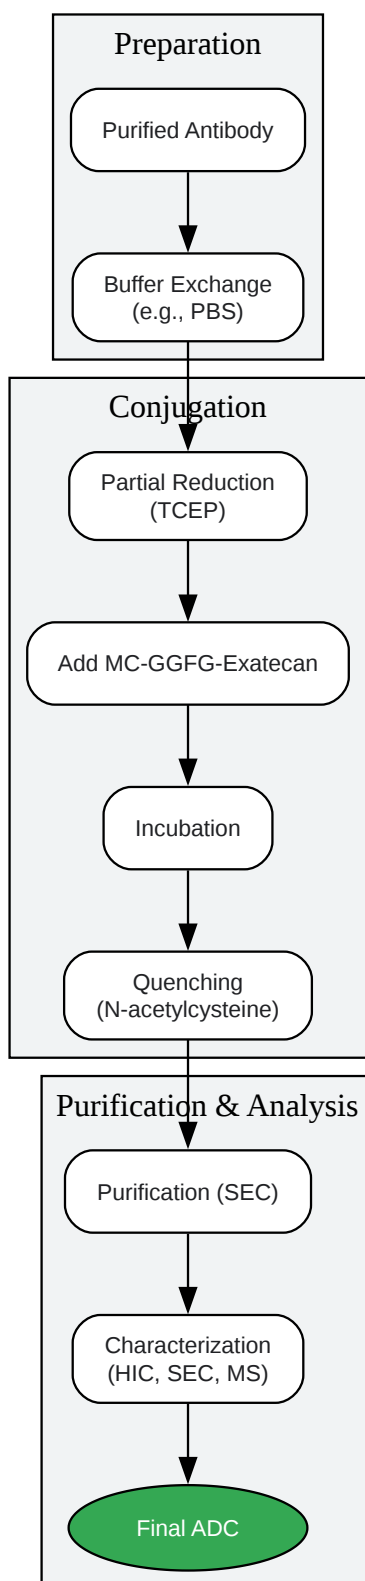 Preparation
Purified Antibody
Buffer Exchange
(e.g., PBS)
Conjugation
Partial Reduction
(TCEP)
Add MC-GGFG-Exatecan
Incubation
Quenching
(N-acetylcysteine)
Purification & Analysis
Purification (SEC)
Characterization
(HIC, SEC, MS)
Final ADC